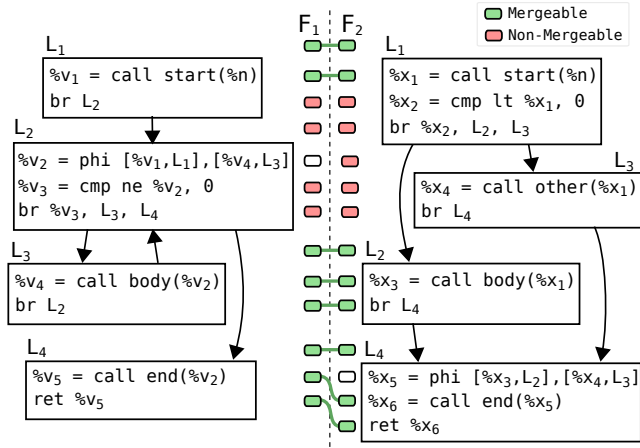 F1 F2
Mergeable
Non-Mergeable
L1
%v1 = call start(%n)
br L2
L2
%v2 = phi [%v1,L1],[%v4,L3]
%v3 = cmp ne %v2, 0
br %v3, L3, L4
L3
%v4 = call body(%v2)
br L2
L4
%v5 = call end(%v2)
ret %v5
L1
%x1 = call start(%n)
%x2 = cmp lt %x1, 0
br %x2, L2, L3
L3
%x4 = call other(%x1)
br L4
L2
%x3 = call body(%x1)
br L4
L4
%x5 = phi [%x3,L2],[%x4,L3]
%x6 = call end(%x5)
ret %x6